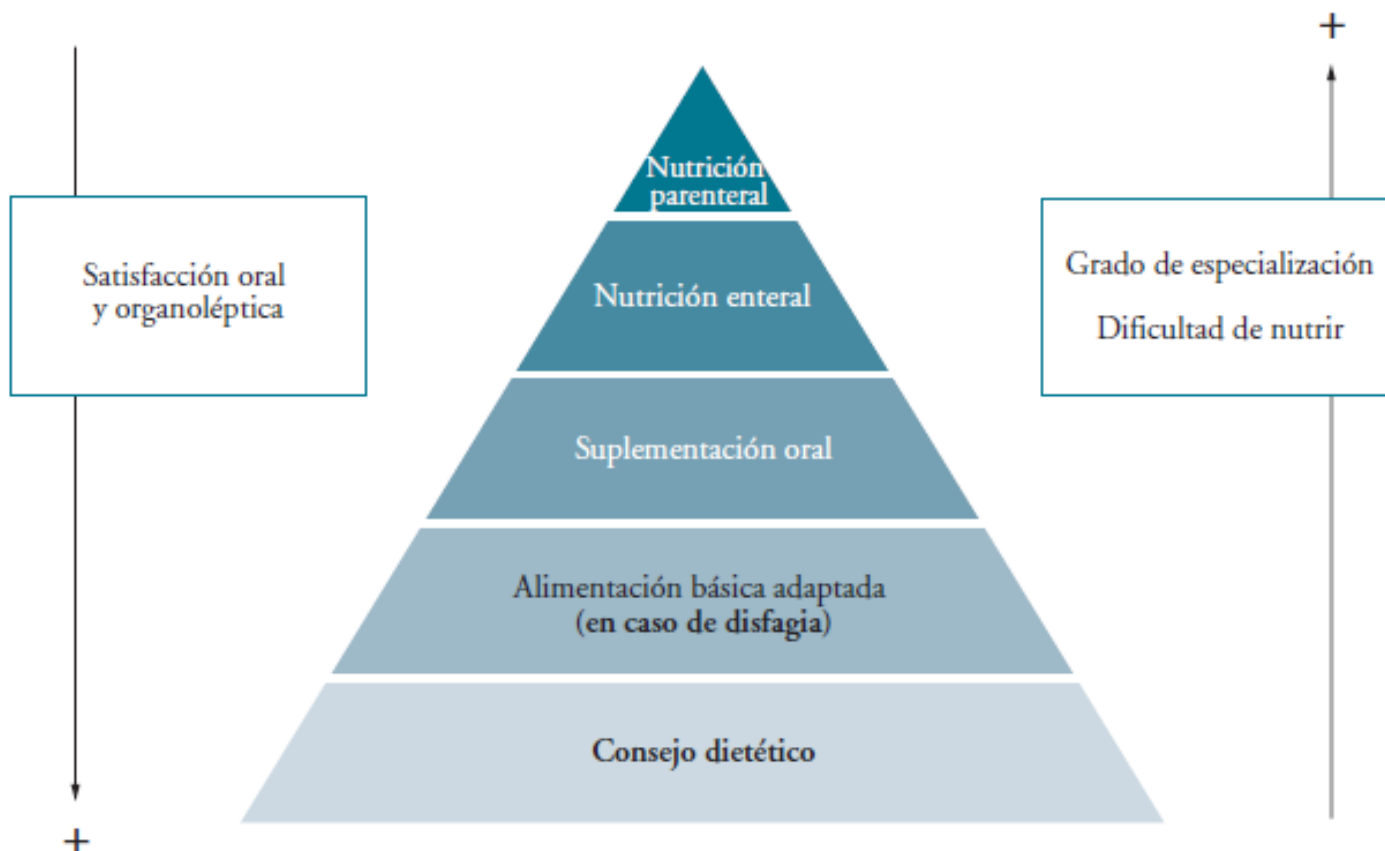 +
Nutrición
parenteral
Satisfacción oral
y organoléptica
Nutrición enteral
Grado de especialización
Dificultad de nutrir
Suplementación oral
Alimentación básica adaptada
(en caso de disfagia)
Consejo dietético
+